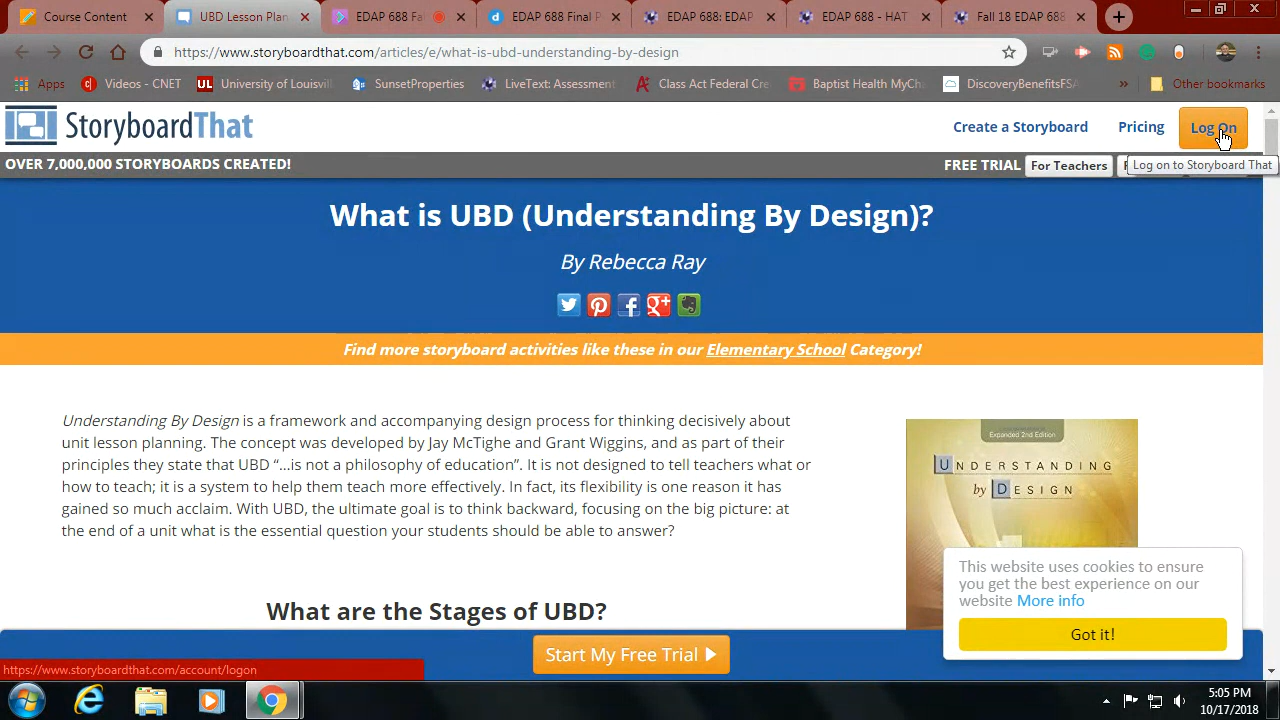 Course Content
UBD Lesson Plan
EDAP 688 Fa
EDAP 688 Final P
EDAP 688: EDAP
EDAP 688 - HAT
Fall 18 EDAP 688
https://www.storyboardthat.com/articles/e/what-is-ubd-understanding-by-design
Apps
Videos - CNET
University of Louisvil
SunsetProperties
LiveText: Assessment
Class Act Federal Cre
Baptist Health MyCha
DiscoveryBenefitsFSA
»
Other bookmarks
StoryboardThat
Create a Storyboard
Pricing
Log On
OVER 7,000,000 STORYBOARDS CREATED!
FREE TRIAL
For Teachers
Log on to Storyboard That
What is UBD (Understanding By Design)?
By Rebecca Ray
Find more storyboard activities like these in our Elementary School Category!
Understanding By Design is a framework and accompanying design process for thinking decisively about
unit lesson planning. The concept is developed by Jay McTighe and Grant Wiggins, and as part of their
principles they state that UBD “...is not a philosophy of education”. It is not designed to tell teachers what or
how to teach; it is a system to help them teach more effectively. In fact, its flexibility is one reason it has
gained so much acclaim. With UBD, the ultimate goal is to think backward, focusing on the big picture: at
the end of a unit what is the essential question your students should be able to answer?
Expanded 2nd Edition
UNDERSTANDING
by DESIGN
What are the Stages of UBD?
This website uses cookies to ensure
you get the best experience on our
website More info
Got it!
Start My Free Trial
https://www.storyboardthat.com/account/logon
5:05 PM
10/17/2018